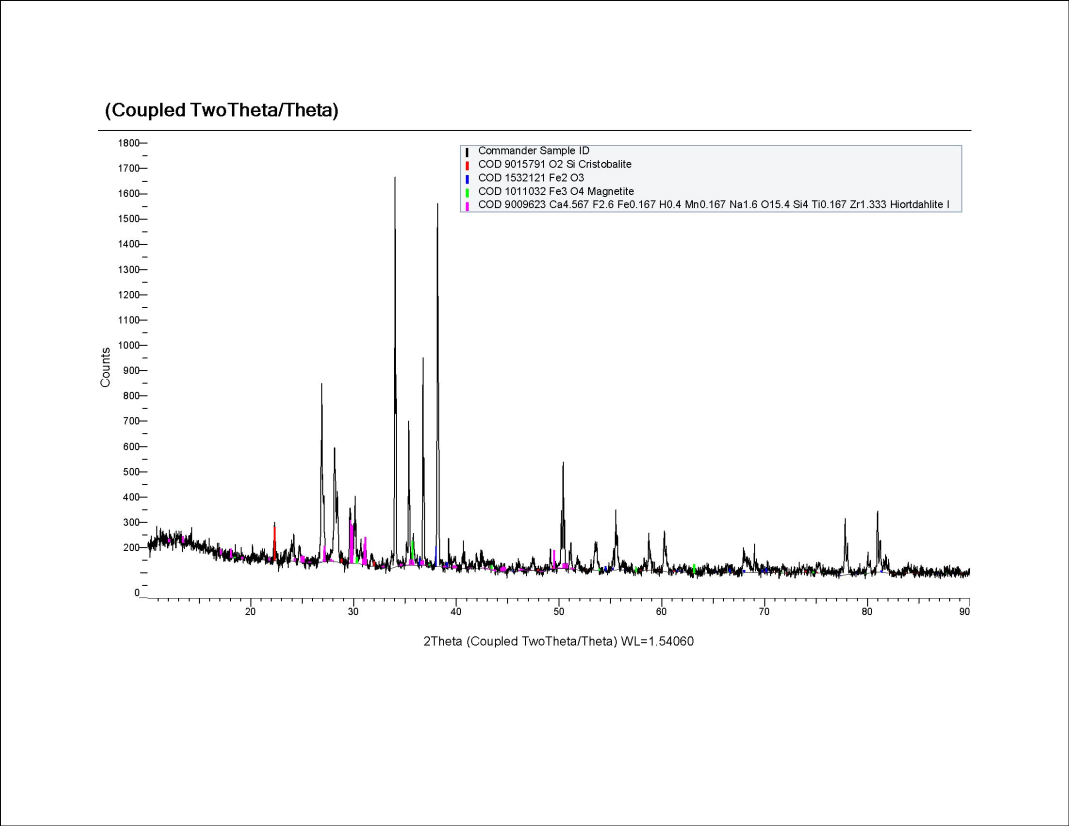 (Coupled TwoTheta/Theta)
Commander Sample ID
COD 9015791 O2 Si Cristobalite
COD 1532121 Fe2 O3
COD 1011032 Fe3 O4 Magnetite
COD 9009623 Ca4.567 F2.6 Fe0.167 H0.4 Mn0.167 Na1.6 O15.4 Si4 Ti0.167 Zr1.333 Hiortdahlite I
Counts
1800
1700
1600
1500
1400
1300
1200
1100
1000
900
800
700
600
500
400
300
200
0
20 30 40 50 60 70 80 90
2Theta (Coupled TwoTheta/Theta) WL=1.54060